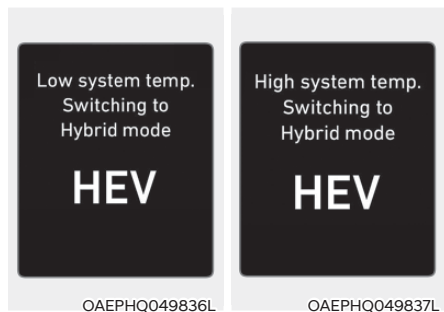 Low system temp.
Switching to
Hybrid mode
HEV
OAEPHQ049836L
High system temp.
Switching to
Hybrid mode
HEV
OAEPHQ049837L